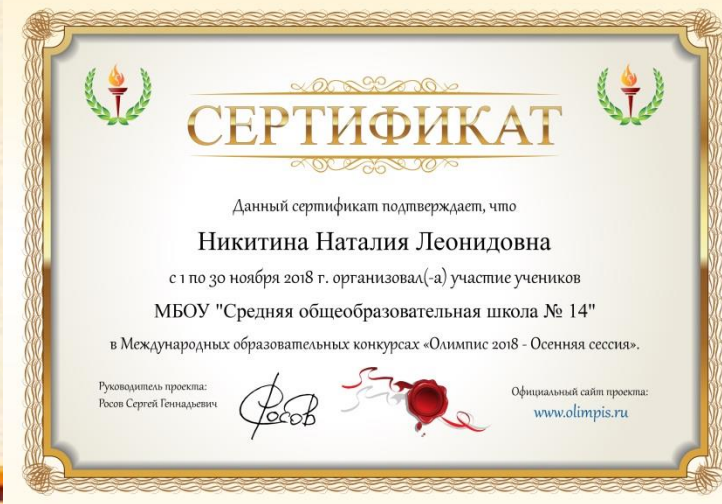 СЕРТИФИКАТ
Данный сертификат подтверждает, что
Никитина Наталия Леонидовна
с 1 по 30 ноября 2018 г. организовал(-а) участие учеников
МБОУ "Средняя общеобразовательная школа № 14"
в Международных образовательных конкурсах «Олимпис 2018 - Осенняя сессия».
Руководитель проекта:
Росов Сергей Геннадьевич
Росов
Официальный сайт проекта:
www.olimpis.ru